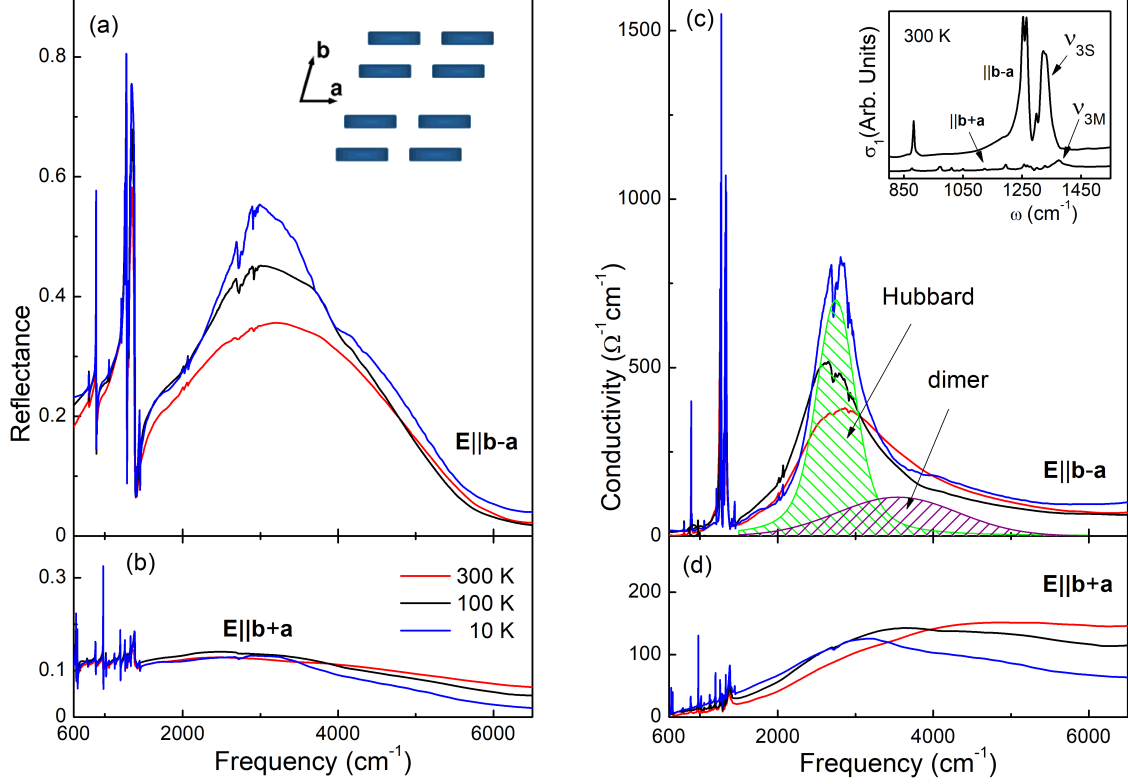 (a)
0.8
0.6
0.4
0.2
0.0
Reflectance
b
a
E||b-a
(b)
0.3
0.1
0
E||b+a
300 K
100 K
10 K
600 2000 4000 6000
Frequency (cm⁻¹)
(c)
1500
1000
500
0
Conductivity (Ω⁻¹cm⁻¹)
Hubbard
dimer
E||b-a
300 K
||b-a
||b+a
ν3S
ν3M
σ1(Arb. Units)
850 1050 1250 1450
ω (cm⁻¹)
(d)
200
100
0
E||b+a
2000 4000 6000
Frequency (cm⁻¹)